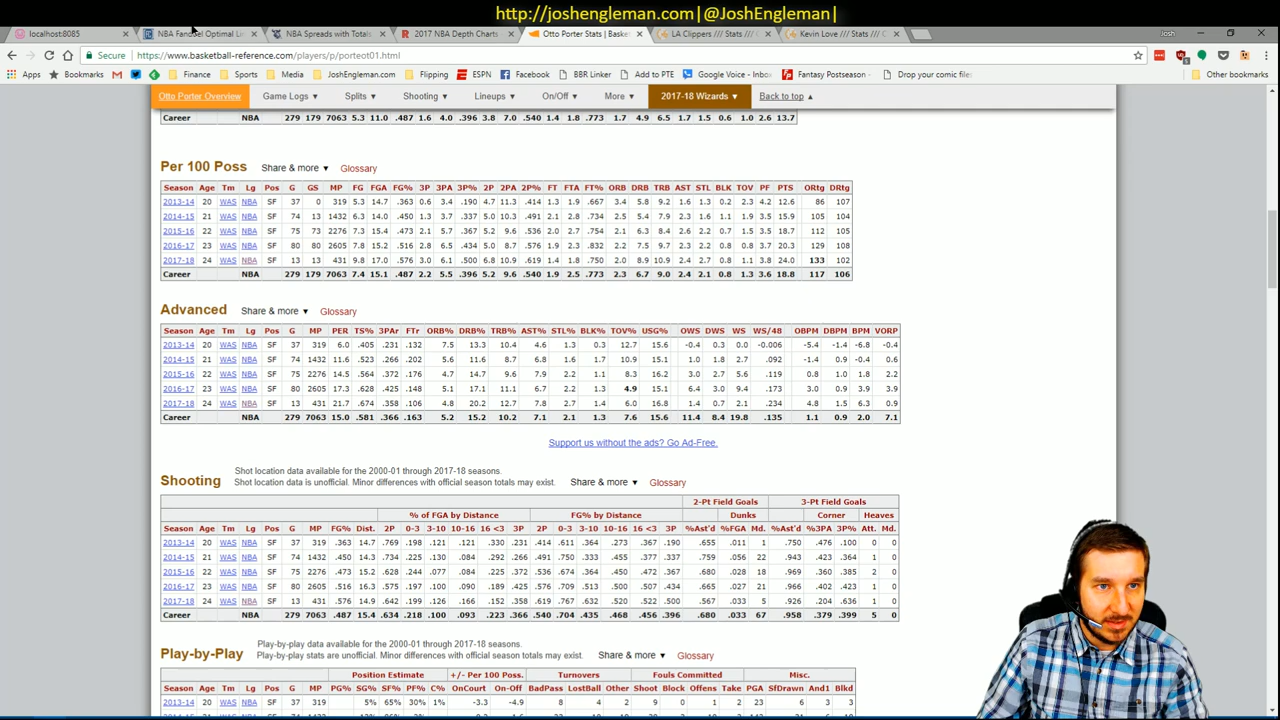 http://joshengleman.com|@JoshEngleman|
localhost:8085 NBA Fanduel Optimal Li NBA Spreads with Totals 2017 NBA Depth Charts Otto Porter Stats | Basket LA Clippers /// Stats /// C Kevin Love /// Stats /// C Josh
Secure https://www.basketball-reference.com/players/p/porteot01.html
Apps Bookmarks Finance Sports Media JoshEngleman.com Flipping ESPN Facebook BBR Linker Add to PTE Google Voice - Inbo Fantasy Postseason - Drop your comic files Other bookmarks
Otto Porter Overview Game Logs ▼ Splits ▼ Shooting ▼ Lineups ▼ On/Off ▼ More ▼ 2017-18 Wizards ▼ Back to top ▲
Career NBA 279 179 7063 5.3 11.0 .487 1.6 4.0 .396 3.8 7.0 .540 1.4 1.8 .773 1.7 4.9 6.5 1.7 1.5 0.6 1.0 2.6 13.7
Per 100 Poss Share & more ▼ Glossary
Season Age Tm Lg Pos G GS MP FG FGA FG% 3P 3PA 3P% 2P 2PA 2P% FT FTA FT% ORB DRB TRB AST STL BLK TOV PF PTS ORtg DRtg
2013-14 20 WAS NBA SF 37 0 319 5.3 14.7 .363 0.6 3.4 .190 4.7 11.3 .414 1.3 1.9 .667 3.4 5.8 9.2 1.6 1.3 0.2 1.0 4.2 12.6 86 107
2014-15 21 WAS NBA SF 74 13 1432 6.3 14.0 .450 1.3 3.7 .337 5.0 10.3 .491 2.1 2.8 .734 2.5 5.4 7.9 2.3 1.6 1.1 1.9 3.5 15.9 105 104
2015-16 22 WAS NBA SF 75 73 2276 7.3 15.4 .473 2.1 5.7 .367 5.2 9.6 .536 2.0 2.7 .754 2.1 6.3 8.4 2.6 2.2 0.7 1.5 3.5 18.7 112 105
2016-17 23 WAS NBA SF 80 80 2605 7.8 15.2 .516 2.8 6.5 .434 5.0 8.7 .576 1.9 2.3 .832 2.2 7.5 9.7 2.3 2.2 0.8 0.8 3.7 20.3 129 108
2017-18 24 WAS NBA SF 13 13 431 9.8 17.0 .576 3.0 6.1 .500 6.8 10.9 .619 1.4 1.8 .750 2.0 8.9 10.9 2.4 2.7 0.8 1.1 3.8 24.0 133 102
Career NBA 279 179 7063 7.4 15.1 .487 2.2 5.5 .396 5.2 9.6 .540 1.9 2.5 .773 2.3 6.7 9.0 2.4 2.1 0.8 1.3 3.6 18.8 117 106
Advanced Share & more ▼ Glossary
Season Age Tm Lg Pos G MP PER TS% 3PAr FTr ORB% DRB% TRB% AST% STL% BLK% TOV% USG% OWS DWS WS WS/48 OBPM DBPM BPM VORP
2013-14 20 WAS NBA SF 37 319 6.0 .405 .231 .132 7.5 13.3 10.4 4.6 1.3 0.3 12.7 15.6 -0.4 0.3 0.0 -0.006 -5.4 -1.4 -6.8 -0.4
2014-15 21 WAS NBA SF 74 1432 11.6 .523 .266 .202 5.6 11.6 8.7 6.8 1.6 1.7 10.9 15.1 1.0 1.8 2.7 .092 -1.4 0.9 -0.4 0.6
2015-16 22 WAS NBA SF 75 2276 14.5 .564 .372 .176 4.7 14.7 9.6 7.9 2.2 1.1 8.3 16.2 3.0 2.7 5.6 .119 0.8 1.0 1.8 2.2
2016-17 23 WAS NBA SF 80 2605 17.3 .628 .425 .148 5.1 17.1 11.1 6.7 2.2 1.3 4.9 15.1 6.4 3.0 9.4 .173 3.0 0.9 3.9 3.9
2017-18 24 WAS NBA SF 13 431 21.7 .674 .358 .106 4.8 20.2 12.7 7.8 2.7 1.4 6.0 16.8 1.4 0.7 2.1 .234 4.8 1.5 6.3 0.9
Career NBA 279 7063 15.0 .581 .366 .163 5.2 15.2 10.2 7.1 2.1 1.3 7.6 15.6 11.4 8.4 19.8 .135 1.1 0.9 2.0 7.1
Support us without the ads? Go Ad-Free.
Shooting
Shot location data available for the 2000-01 through 2017-18 seasons.
Shot location data is unofficial. Minor differences with official season totals may exist. Share & more ▼ Glossary
2-Pt Field Goals 3-Pt Field Goals
% of FGA by Distance FG% by Distance Dunks Corner Heaves
Season Age Tm Lg Pos G MP FG% Dist. 2P 0-3 3-10 10-16 16 <3 3P 2P 0-3 3-10 10-16 16 <3 3P %Ast'd %FGA Md. %Ast'd %3PA 3P% Att. Md.
2013-14 20 WAS NBA SF 37 319 .363 14.7 .769 .198 .121 .121 .330 .231 .414 .611 .364 .273 .367 .190 .655 .011 1 .750 .476 .100 0 0
2014-15 21 WAS NBA SF 74 1432 .450 14.3 .734 .225 .125 .092 .292 .266 .491 .750 .333 .455 .377 .337 .759 .056 22 .943 .423 .364 1 0
2015-16 22 WAS NBA SF 75 2276 .473 15.2 .628 .244 .077 .084 .225 .372 .536 .674 .364 .450 .472 .367 .680 .028 18 .969 .360 .385 2 0
2016-17 23 WAS NBA SF 80 2605 .516 16.3 .575 .197 .100 .090 .189 .425 .576 .709 .513 .500 .507 .434 .665 .027 21 .966 .402 .423 1 0
2017-18 24 WAS NBA SF 13 431 .576 14.9 .642 .199 .126 .166 .152 .358 .619 .767 .632 .520 .522 .500 .567 .033 5 .926 .204 .636 1 0
Career NBA 279 7063 .487 15.4 .634 .218 .100 .093 .223 .366 .540 .704 .435 .468 .456 .396 .680 .033 67 .958 .379 .399 5 0
Play-by-Play
Play-by-play data available for the 2000-01 through 2017-18 seasons.
Play-by-play stats are unofficial. Minor differences with official season totals may exist. Share & more ▼ Glossary
Position Estimate +/- Per 100 Poss. Turnovers Fouls Committed Misc.
Season Age Tm Lg Pos G MP PG% SG% SF% PF% C% OnCourt On-Off BadPass LostBall Other Shoot Block Offens Take PGA SfDrawn And1 Blkd
2013-14 20 WAS NBA SF 37 319 5% 65% 30% 1% -3.3 -4.9 8 4 2 9 0 2 0 23 6 3 3